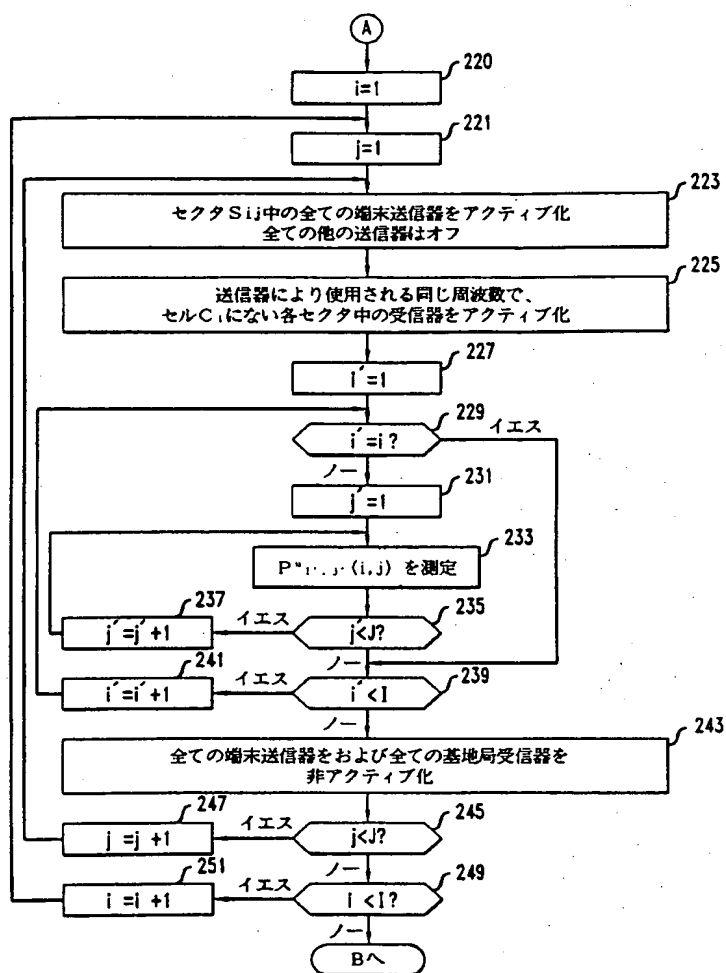 A
220
i=1
221
j=1
223
セクタSij中の全ての端末送信器をアクティブ化
全ての他の送信器はオフ
225
送信器により使用される同じ周波数で、
セルCiにない各セクタ中の受信器をアクティブ化
227
i´=1
229
i´=i?
イエス
ノー
231
j´=1
233
P"i',j'(i,j)を測定
235
j´<J?
イエス
237
j´=j´+1
ノー
239
i´<I
イエス
241
i´=i´+1
ノー
243
全ての端末送信器をおよび全ての基地局受信器を
非アクティブ化
245
j<J?
イエス
247
j=j+1
ノー
249
i<I?
イエス
251
i=i+1
ノー
Bへ